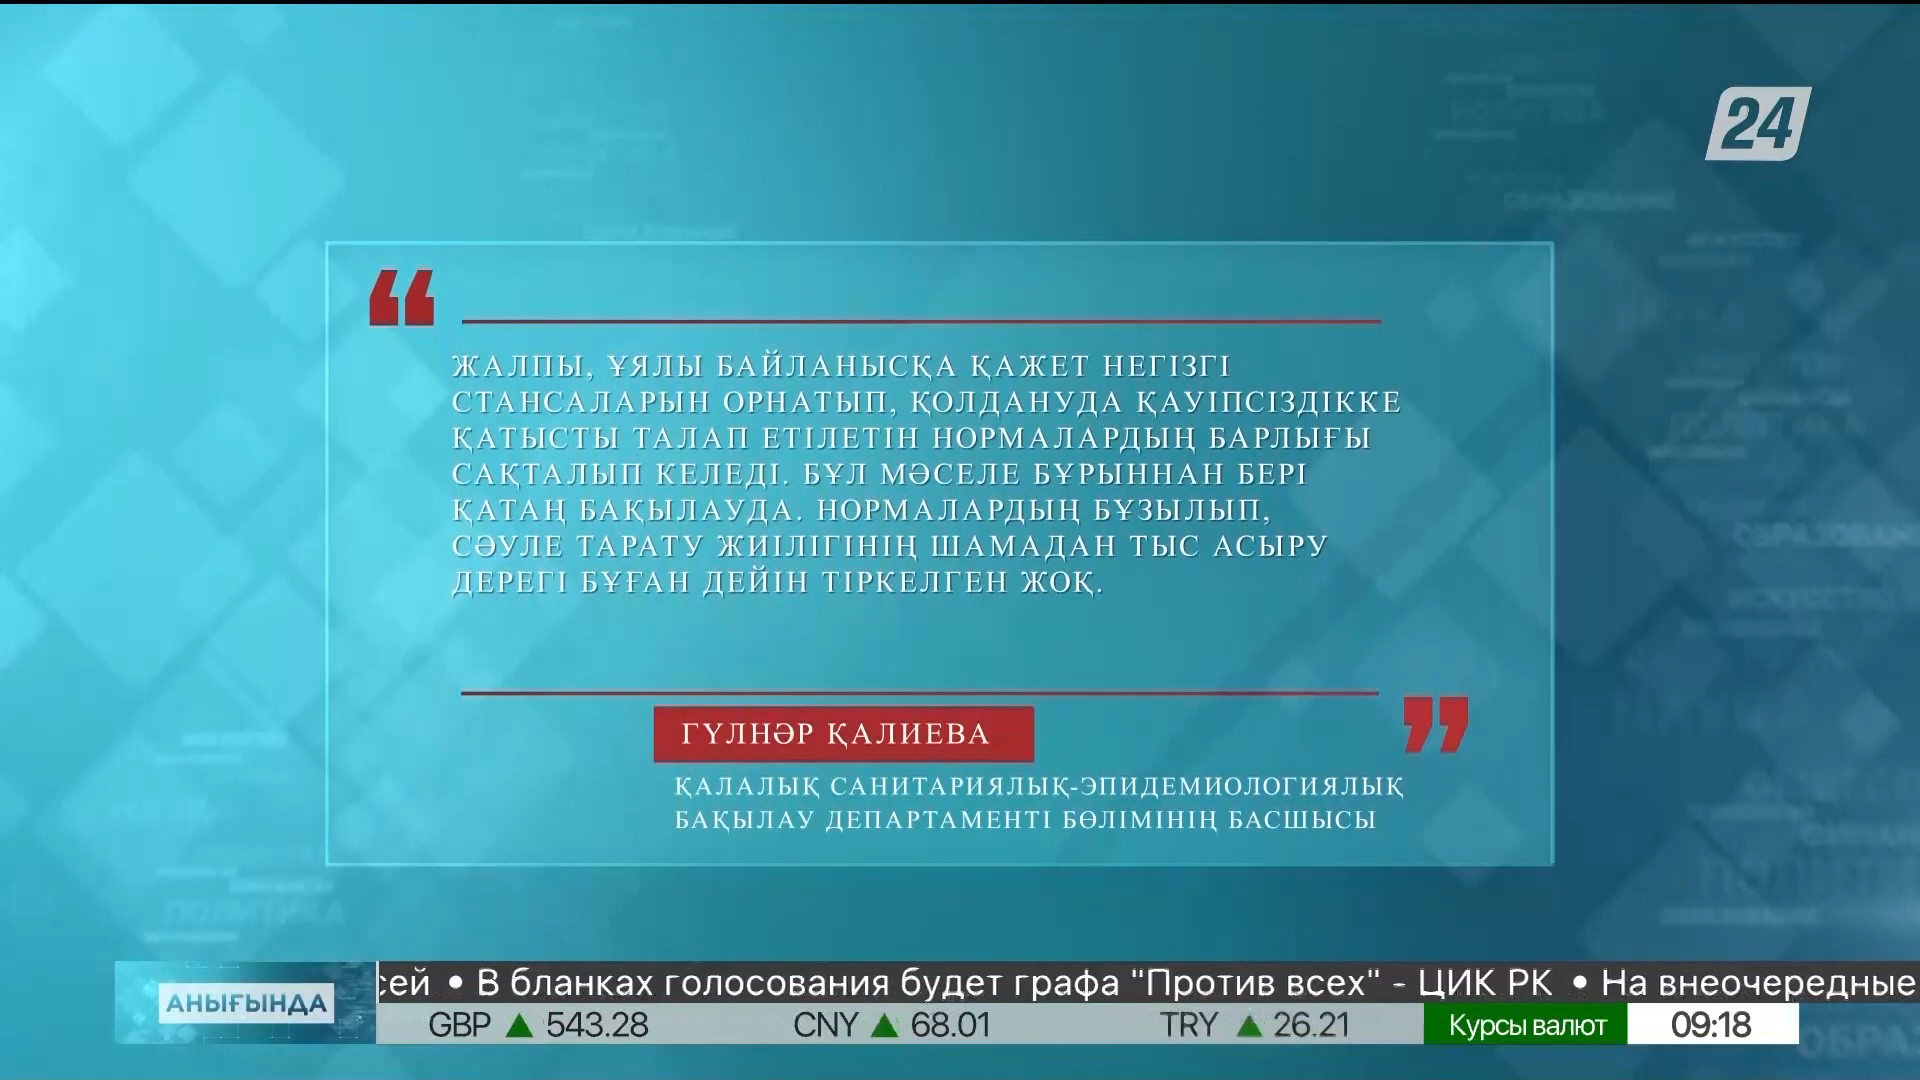 24
“
ЖАЛПЫ, ҰЯЛЫ БАЙЛАНЫСҚА ҚАЖЕТ НЕГІЗГІ
СТАНСАЛАРЫН ОРНАТЫП, ҚОЛДАНУДА ҚАУІПСІЗДІККЕ
ҚАТЫСТЫ ТАЛАП ЕТІЛЕТІН НОРМАЛАРДЫҢ БАРЛЫҒЫ
САҚТАЛЫП КЕЛЕДІ. БҰЛ МӘСЕЛЕ БҰРЫННАН БЕРІ
ҚАТАҢ БАҚЫЛАУДА. НОРМАЛАРДЫҢ БҰЗЫЛЫП,
СӘУЛЕ ТАРАТУ ЖИІЛІГІНІҢ ШАМАДАН ТЫС АСЫРУ
ДЕРЕГІ БҰҒАН ДЕЙІН ТІРКЕЛГЕН ЖОҚ.
”
ГҮЛНӘР ҚАЛИЕВА
ҚАЛАЛЫҚ САНИТАРИЯЛЫҚ-ЭПИДЕМИОЛОГИЯЛЫҚ
БАҚЫЛАУ ДЕПАРТАМЕНТІ БӨЛІМІНІҢ БАСШЫСЫ
АНЫҒЫНДА
сей • В бланках голосования будет графа "Против всех" - ЦИК РК • На внеочередные
GBP ▲ 543.28 CNY ▲ 68.01 TRY ▲ 26.21 Курсы валют 09:18